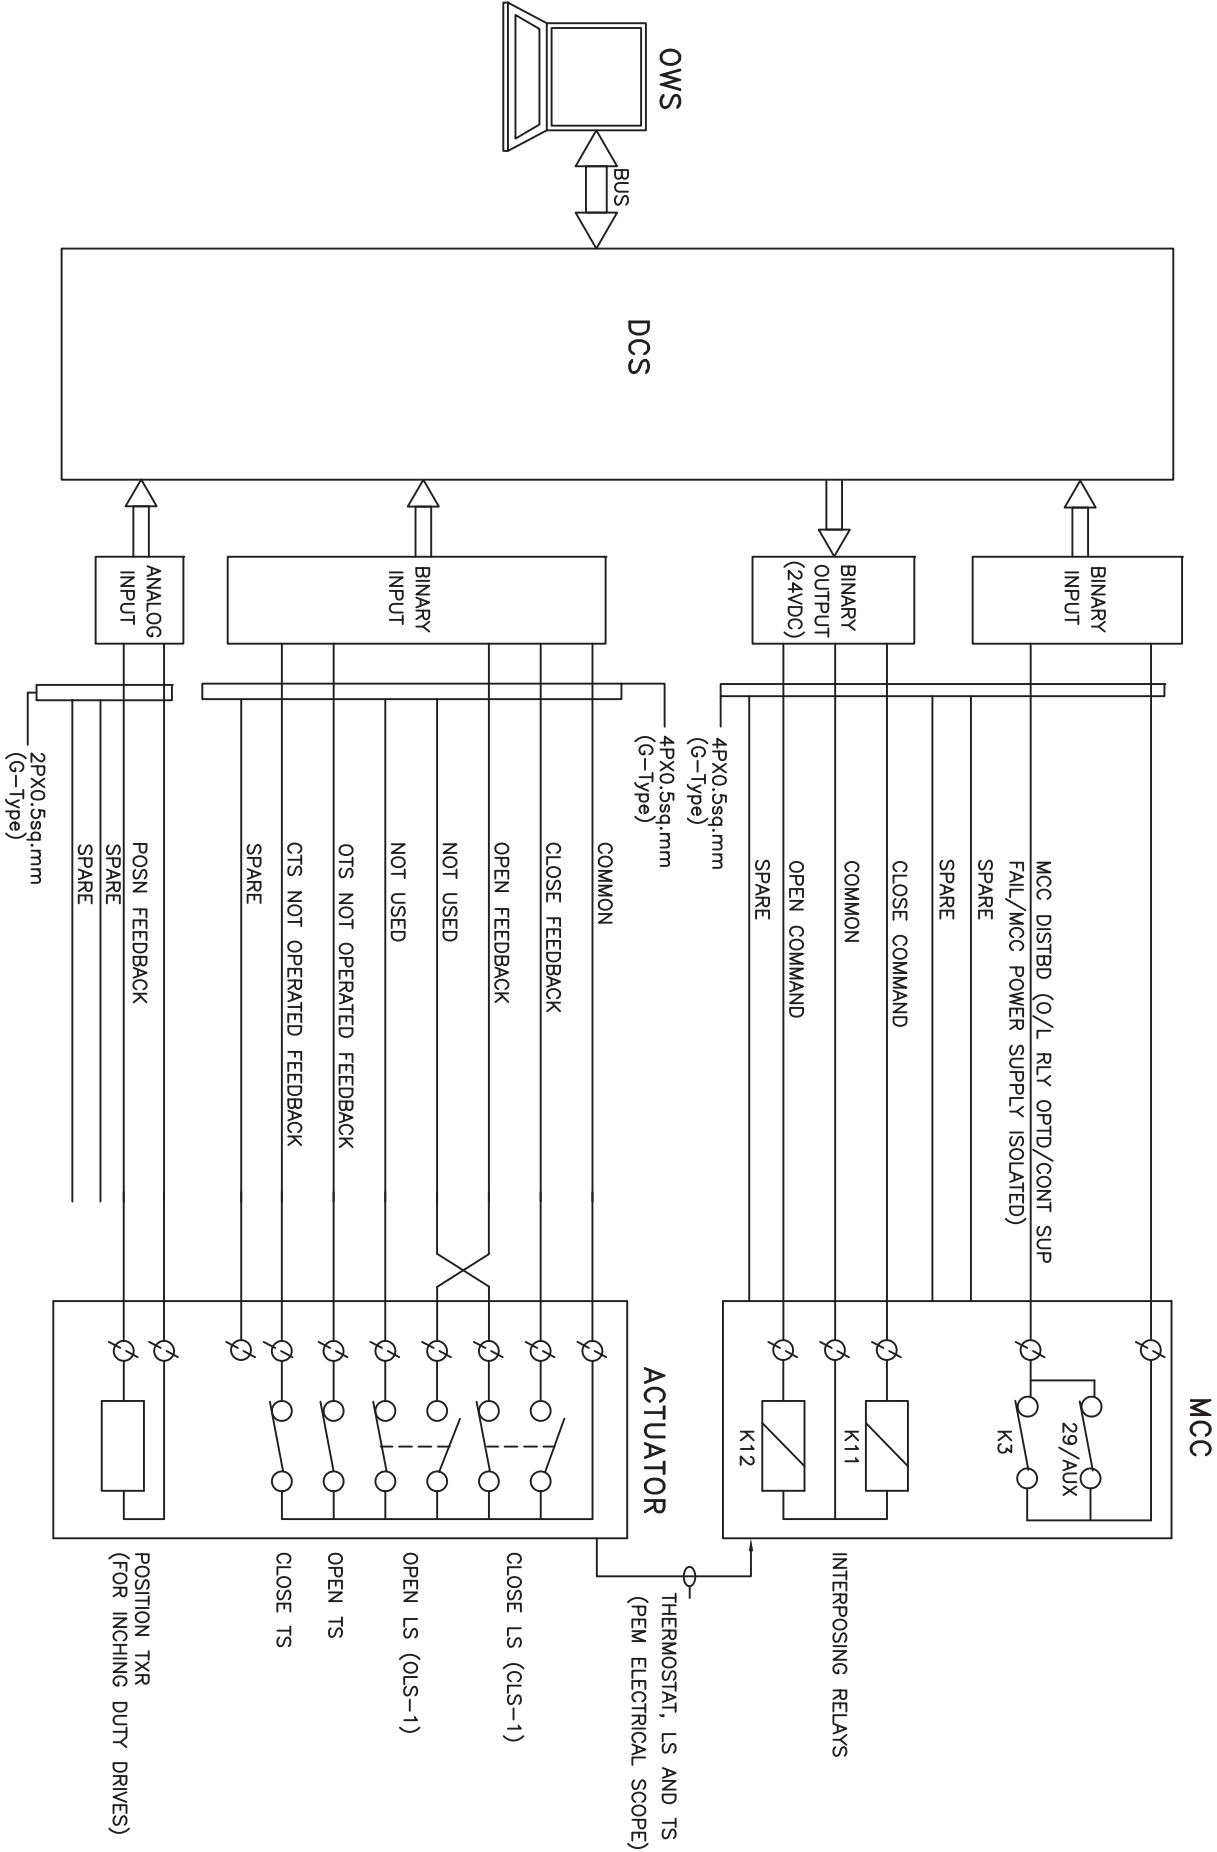 OWS
BUS
DCS
BINARY
INPUT
BINARY
OUTPUT
(24VDC)
BINARY
INPUT
ANALOG
INPUT
4PX0.5sq.mm
(G-Type)
4PX0.5sq.mm
(G-Type)
2PX0.5sq.mm
(G-Type)
MCC DISTBD (O/L RLY OPTD/CONT SUP
FAIL/MCC POWER SUPPLY ISOLATED)
SPARE
SPARE
CLOSE COMMAND
COMMON
OPEN COMMAND
SPARE
COMMON
CLOSE FEEDBACK
OPEN FEEDBACK
NOT USED
NOT USED
OTS NOT OPERATED FEEDBACK
CTS NOT OPERATED FEEDBACK
SPARE
POSN FEEDBACK
SPARE
SPARE
MCC
29/AUX
K3
K11
K12
ACTUATOR
INTERPOSING RELAYS
THERMOSTAT, LS AND TS
(PEM ELECTRICAL SCOPE)
CLOSE LS (CLS-1)
OPEN LS (OLS-1)
OPEN TS
CLOSE TS
POSITION TXR
(FOR INCHING DUTY DRIVES)